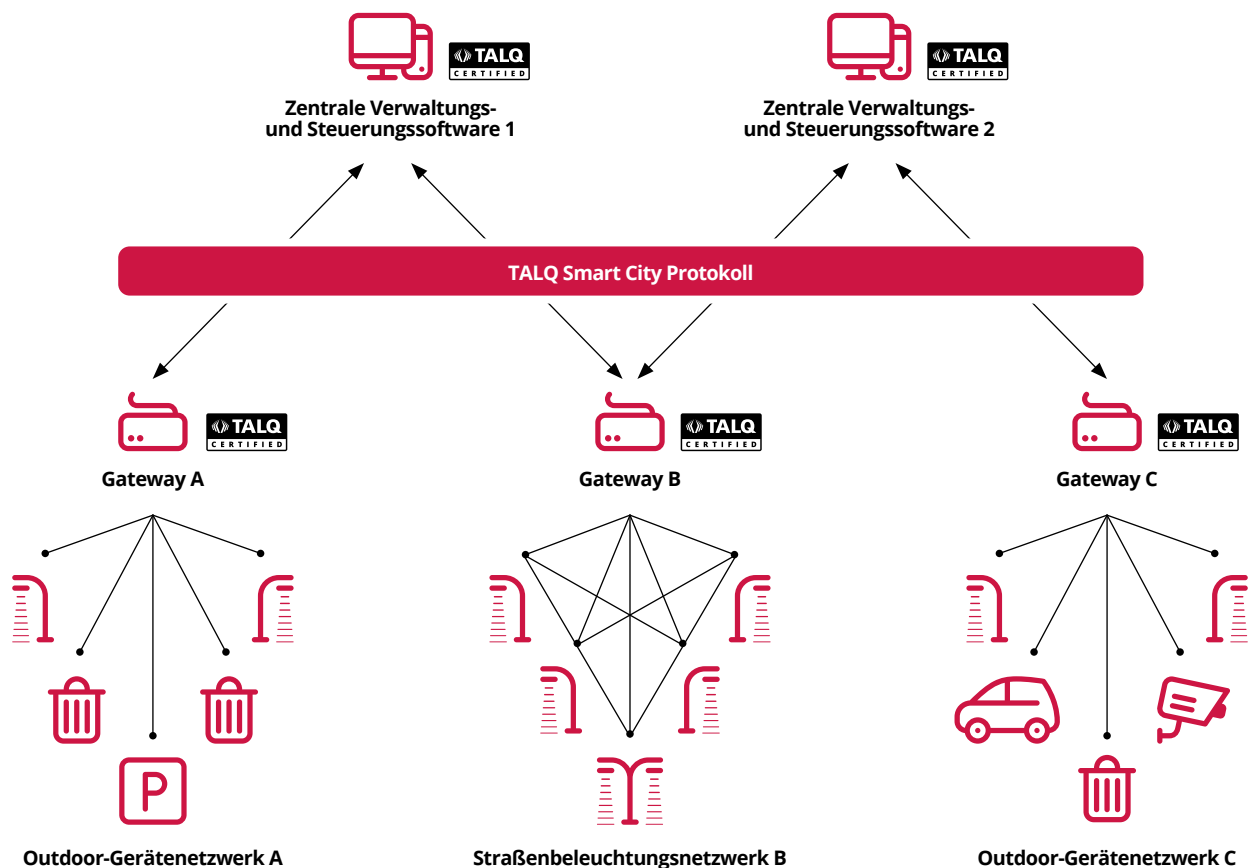 TALQ
CERTIFIED
TALQ
CERTIFIED
Zentrale Verwaltungs-
und Steuerungssoftware 1
Zentrale Verwaltungs-
und Steuerungssoftware 2
TALQ Smart City Protokoll
TALQ
CERTIFIED
TALQ
CERTIFIED
TALQ
CERTIFIED
Gateway A
Gateway B
Gateway C
P
Outdoor-Gerätenetzwerk A
Straßenbeleuchtungsnetzwerk B
Outdoor-Gerätenetzwerk C